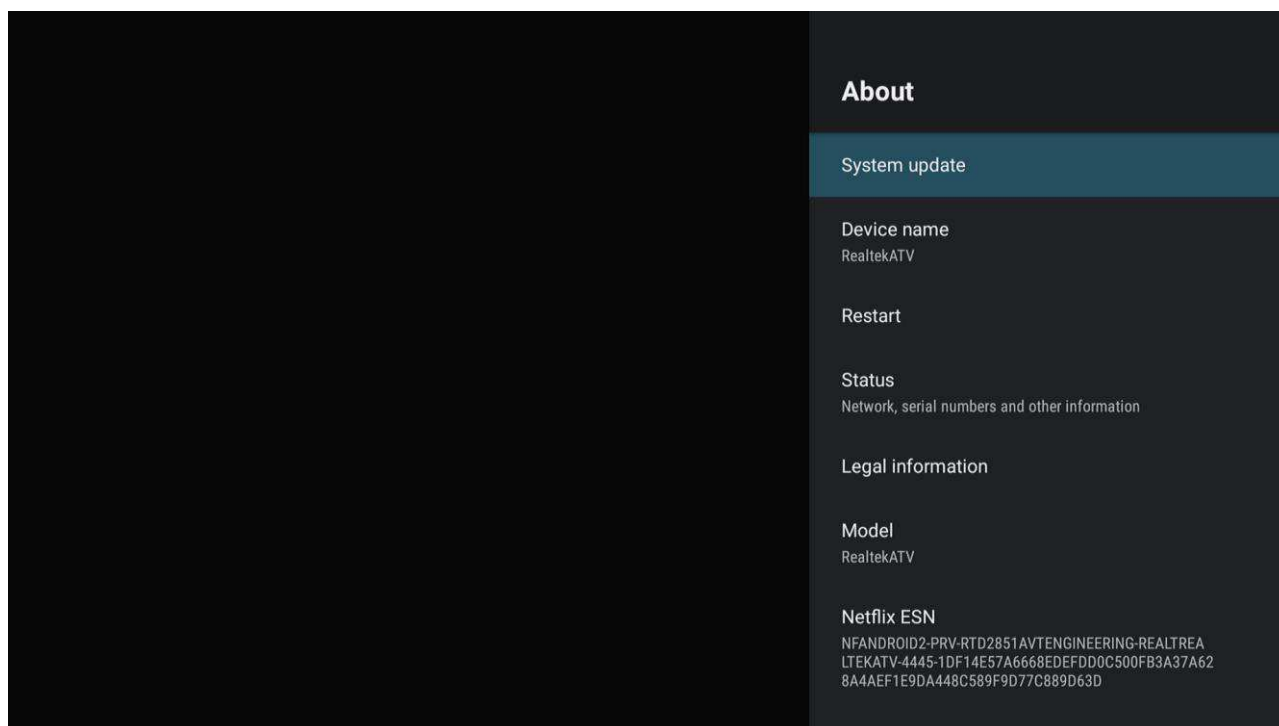 About
System update
Device name
RealtekATV
Restart
Status
Network, serial numbers and other information
Legal information
Model
RealtekATV
Netflix ESN
NFANDROID2-PRV-RTD2851AVTENGINEERING-REALTREA
LTEKATV-4445-1DF14E57A6668EDEFDD0C500FB3A37A62
8A4AEF1E9DA448C589F9D77C889D63D